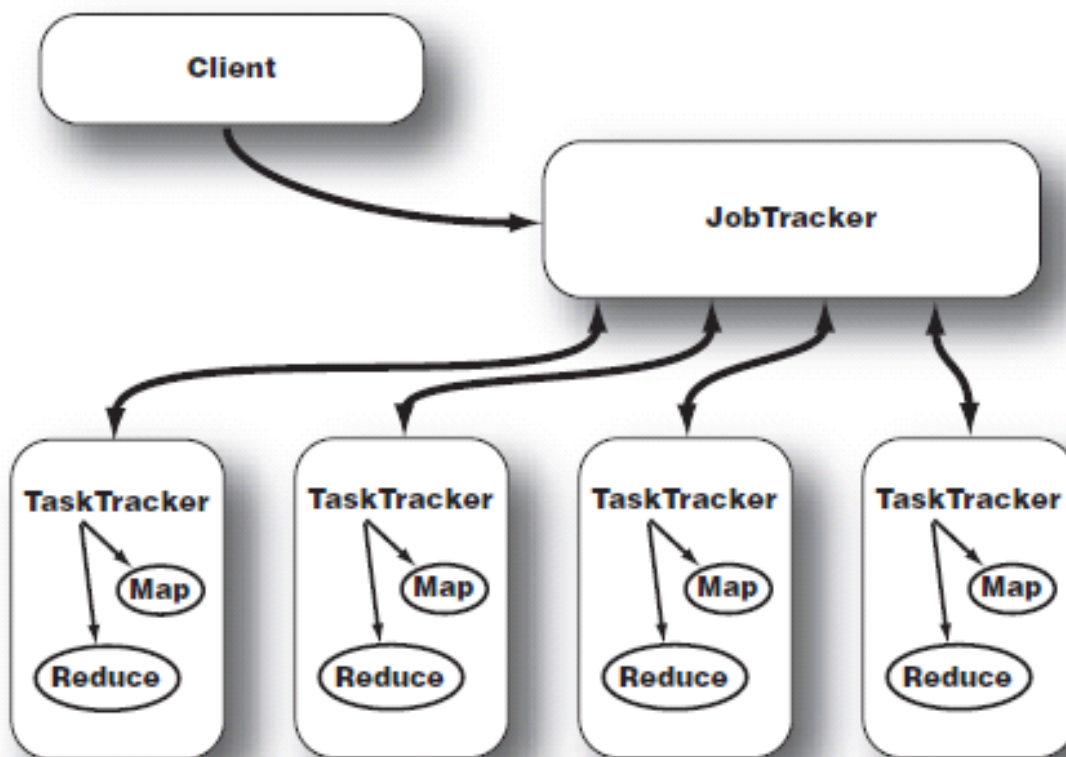 Client
JobTracker
TaskTracker
TaskTracker
TaskTracker
TaskTracker
Map
Map
Map
Map
Reduce
Reduce
Reduce
Reduce